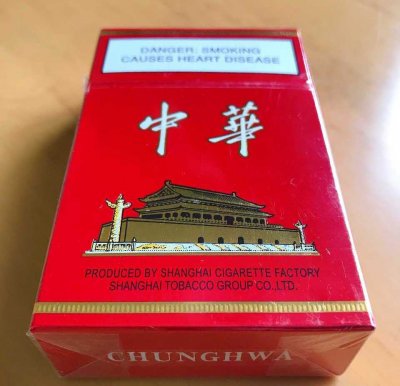 DANGER: SMOKING
CAUSES HEART DISEASE
中華
PRODUCED BY SHANGHAI CIGARETTE FACTORY
SHANGHAI TOBACCO GROUP CO.,LTD.
CHUNGHWA